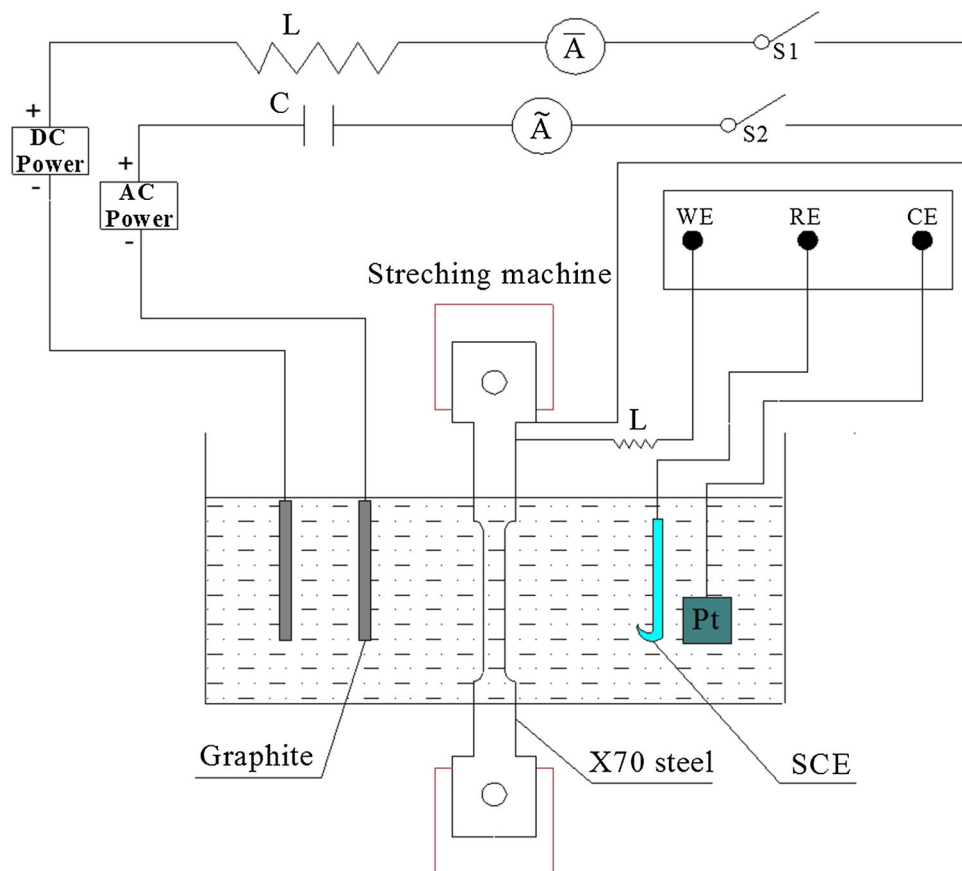 L
A
S1
C
Ã
S2
+
DC
Power
-
+
AC
Power
-
WE RE CE
Streching machine
L
Pt
Graphite
X70 steel
SCE